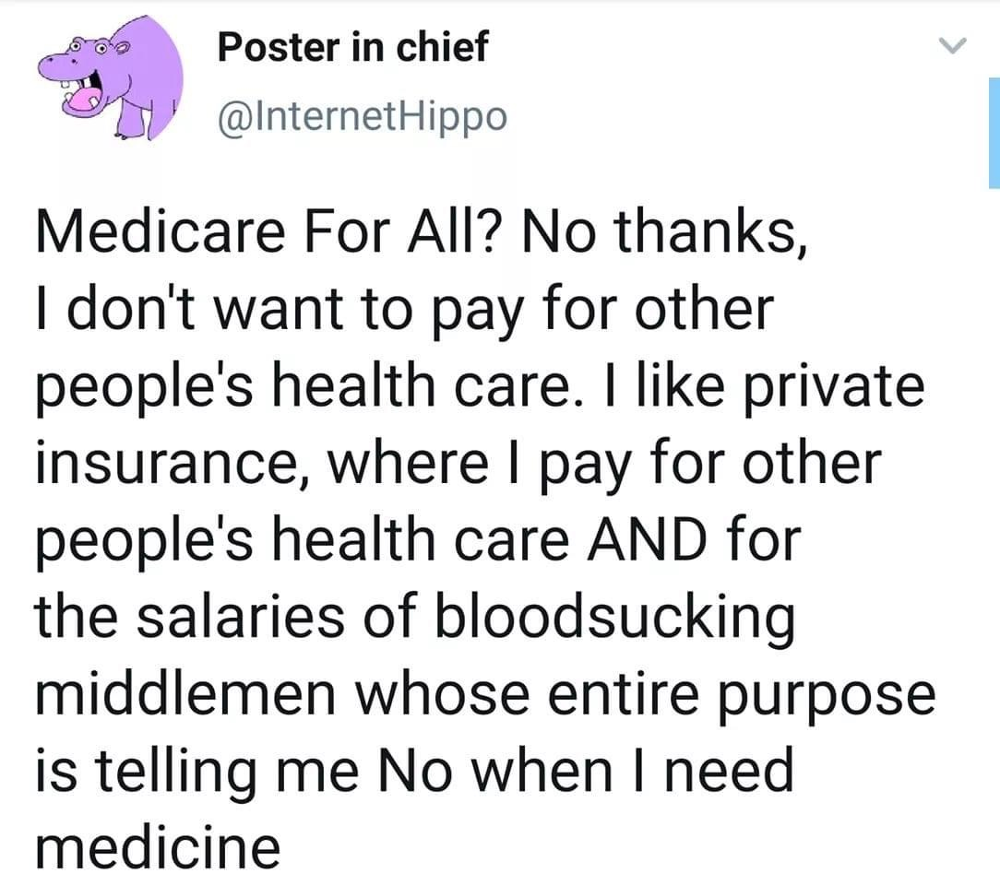 Poster in chief
@InternetHippo
Medicare For All? No thanks,
I don't want to pay for other
people's health care. I like private
insurance, where I pay for other
people's health care AND for
the salaries of bloodsucking
middlemen whose entire purpose
is telling me No when I need
medicine